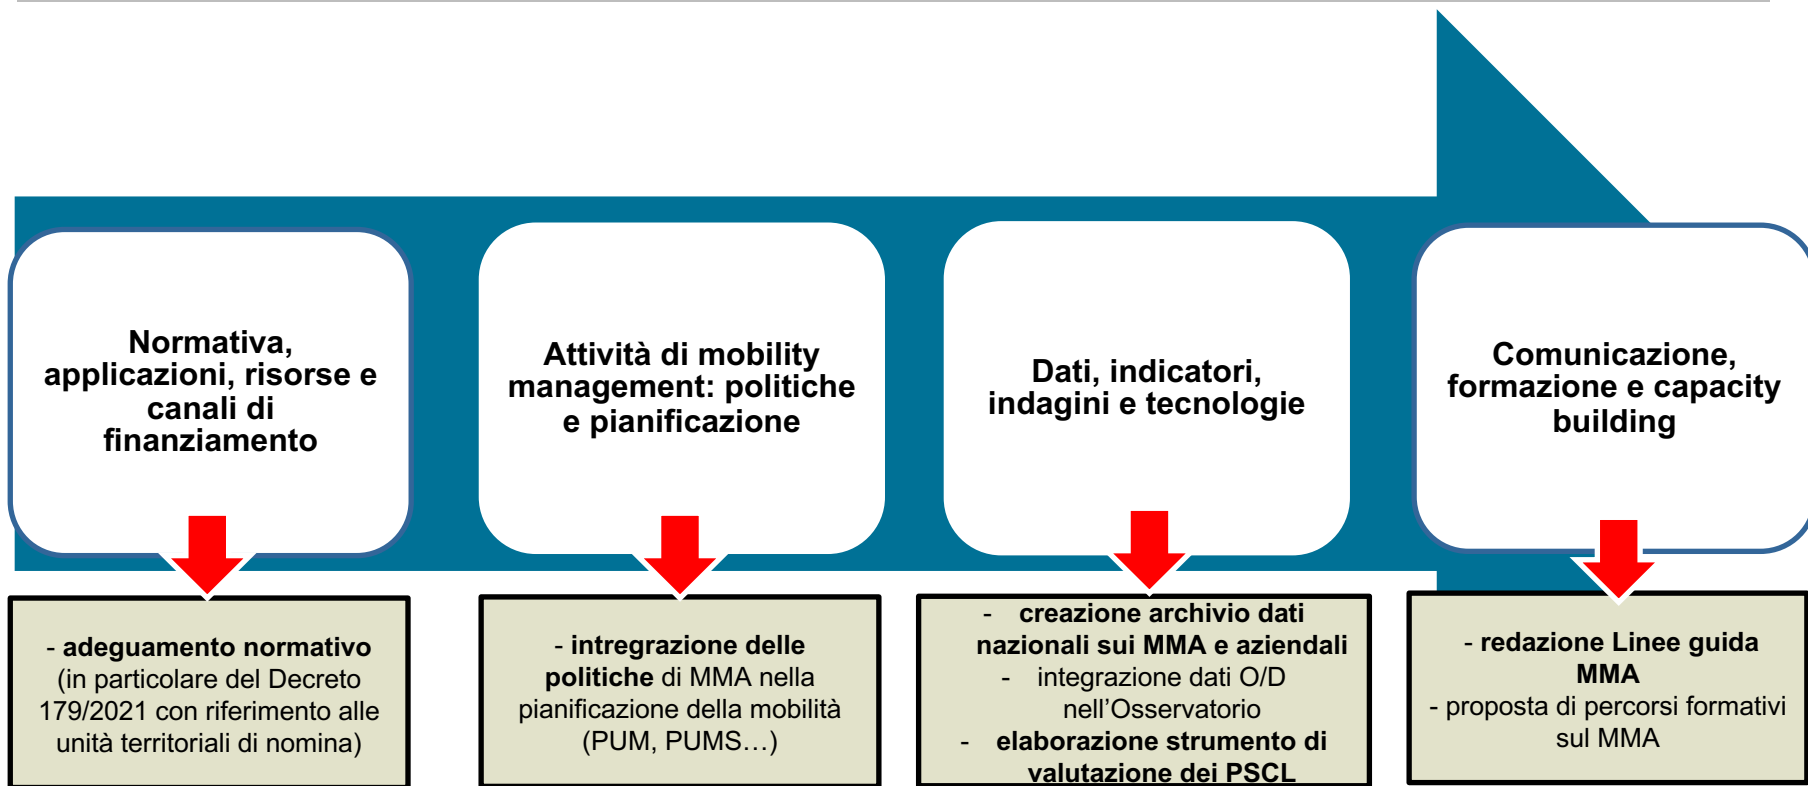 Normativa,
applicazioni, risorse e
canali di
finanziamento
Attività di mobility
management: politiche
e pianificazione
Dati, indicatori,
indagini e tecnologie
Comunicazione,
formazione e capacity
building
- adeguamento normativo
(in particolare del Decreto
179/2021 con riferimento alle
unità territoriali di nomina)
- intregrazione delle
politiche di MMA nella
pianificazione della mobilità
(PUM, PUMS…)
- creazione archivio dati
nazionali sui MMA e aziendali
- integrazione dati O/D
nell’Osservatorio
- elaborazione strumento di
valutazione dei PSCL
- redazione Linee guida
MMA
- proposta di percorsi formativi
sul MMA